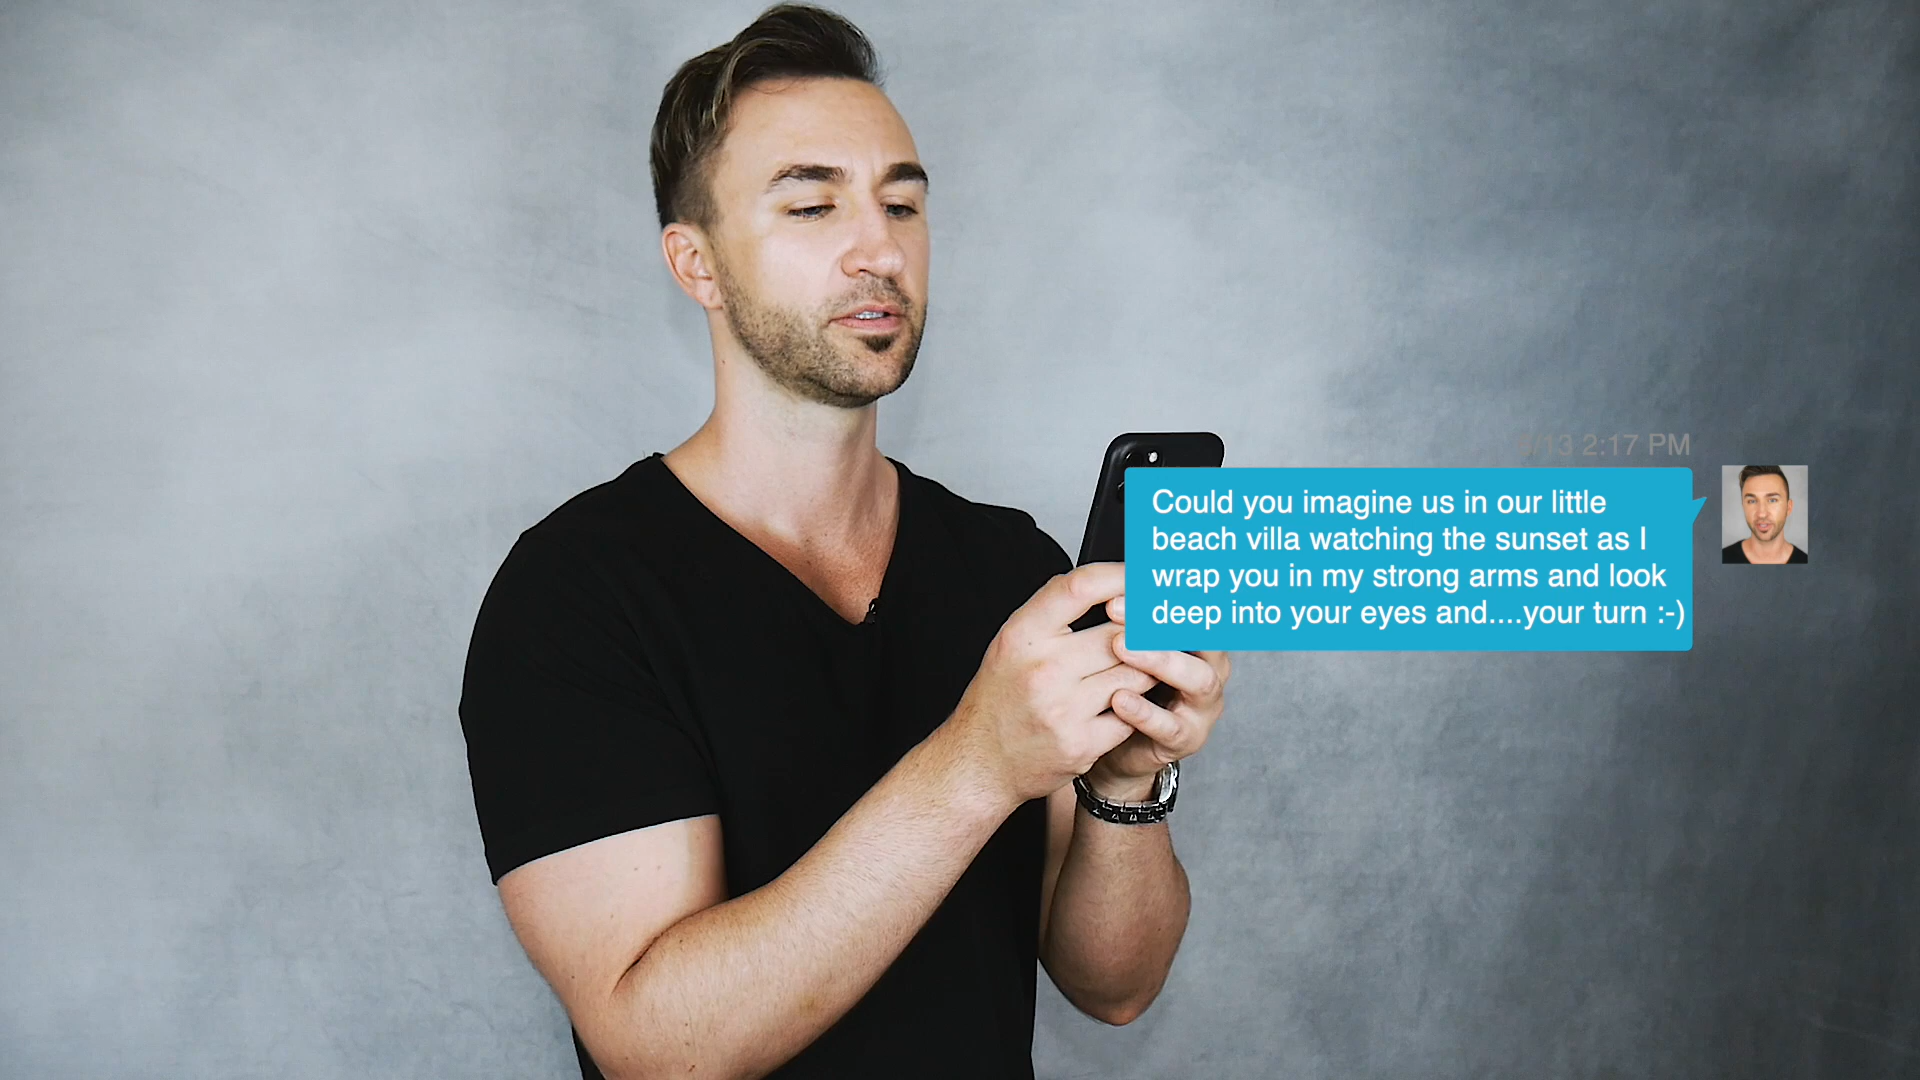 2:17 PM
Could you imagine us in our little
beach villa watching the sunset as I
wrap you in my strong arms and look
deep into your eyes and....your turn :-)